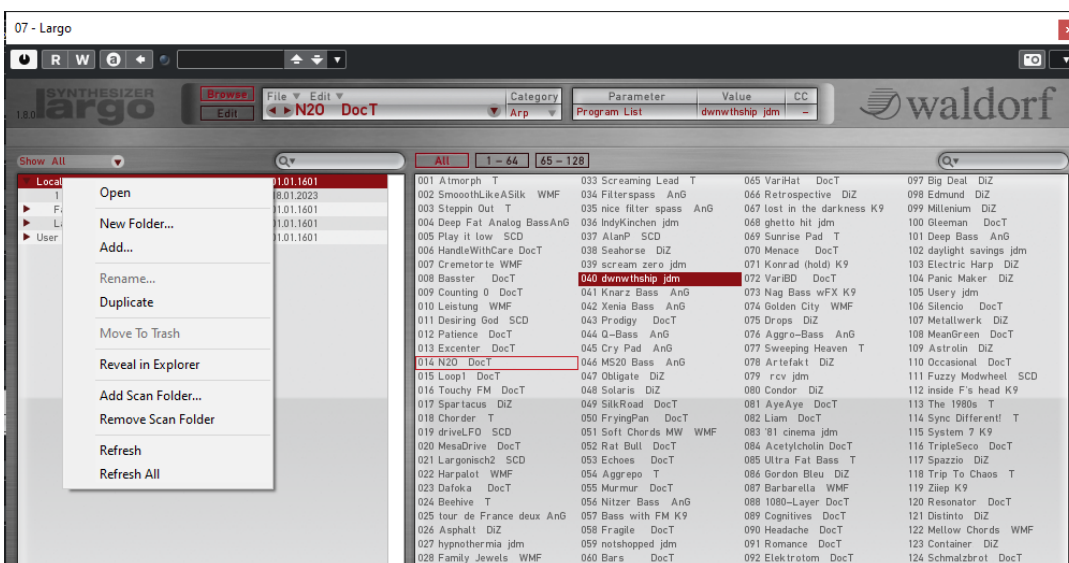 07 - Largo
R W a
SYNTHESIZER
largo
1.8.0
Browse
Edit
File Edit
N2O DocT
Category
Arp
Parameter Value CC
Program List dwnwthship jdm –
waldorf
Show All
All 1 – 64 65 – 128
Local 01.01.1601
1 18.01.2023
Fa 01.01.1601
01.01.1601
User 01.01.1601
Open
New Folder...
Add...
Rename...
Duplicate
Move To Trash
Reveal in Explorer
Add Scan Folder...
Remove Scan Folder
Refresh
Refresh All
001 Atmorph T 033 Screaming Lead T 065 VariHat DocT 097 Big Deal DiZ
002 SmooothLikeASilk WMF 034 Filterspass AnG 066 Retrospective DiZ 098 Edmund DiZ
003 Steppin Out T 035 nice filter spass AnG 067 lost in the darkness K9 099 Millenium DiZ
004 Deep Fat Analog BassAnG 036 IndyKinchen jdm 068 ghetto hit jdm 100 Gleeman DocT
005 Play it low SCD 037 AlanP SCD 069 Sunrise Pad T 101 Deep Bass AnG
006 HandleWithCare DocT 038 Seahorse DiZ 070 Menace DocT 102 daylight savings jdm
007 Cremetorte WMF 039 scream zero jdm 071 Konrad (hold) K9 103 Electric Harp DiZ
008 Basster DocT 040 dwnwthship jdm 072 VariBD DocT 104 Panic Maker DiZ
009 Counting 0 DocT 041 Knarz Bass AnG 073 Nag Bass wFX K9 105 Usery jdm
010 Leistung WMF 042 Xenia Bass AnG 074 Golden City WMF 106 Silencio DocT
011 Desiring God SCD 043 Prodigy DocT 075 Drops DiZ 107 Metallwerk DiZ
012 Patience DocT 044 Q–Bass AnG 076 Aggro–Bass AnG 108 MeanGreen DocT
013 Excenter DocT 045 Cry Pad AnG 077 Sweeping Heaven T 109 Astrolin DiZ
014 N2O DocT 046 MS20 Bass AnG 078 Artefakt DiZ 110 Occasional DocT
015 Loop1 DocT 047 Obligate DiZ 079 rcv jdm 111 Fuzzy Modwheel SCD
016 Touchy FM DocT 048 Solaris DiZ 080 Condor DiZ 112 inside F's head K9
017 Spartacus DiZ 049 SilkRoad DocT 081 AyeAye DocT 113 The 1980s T
018 Chorder T 050 FryingPan DocT 082 Liam DocT 114 Sync Different! T
019 driveLFO SCD 051 Soft Chords MW WMF 083 '81 cinema jdm 115 System 7 K9
020 MesaDrive DocT 052 Rat Bull DocT 084 Acetylcholin DocT 116 TripleSeco DocT
021 Largonisch2 SCD 053 Echoes DocT 085 Ultra Fat Bass T 117 Spazzio DiZ
022 Harpalot WMF 054 Aggrepo T 086 Gordon Bleu DiZ 118 Trip To Chaos T
023 Dafoka DocT 055 Murmur DocT 087 Barbarella WMF 119 Ziiep K9
024 Beehive T 056 Nitzer Bass AnG 088 1080–Layer DocT 120 Resonator DocT
025 tour de France deux AnG 057 Bass with FM K9 089 Cognitives DocT 121 Distinto DiZ
026 Asphalt DiZ 058 Fragile DocT 090 Headache DocT 122 Mellow Chords WMF
027 hypnothermia jdm 059 notshopped jdm 091 Romance DocT 123 Container DiZ
028 Family Jewels WMF 060 Bars DocT 092 Elektrotom DocT 124 Schmalzbrot DocT